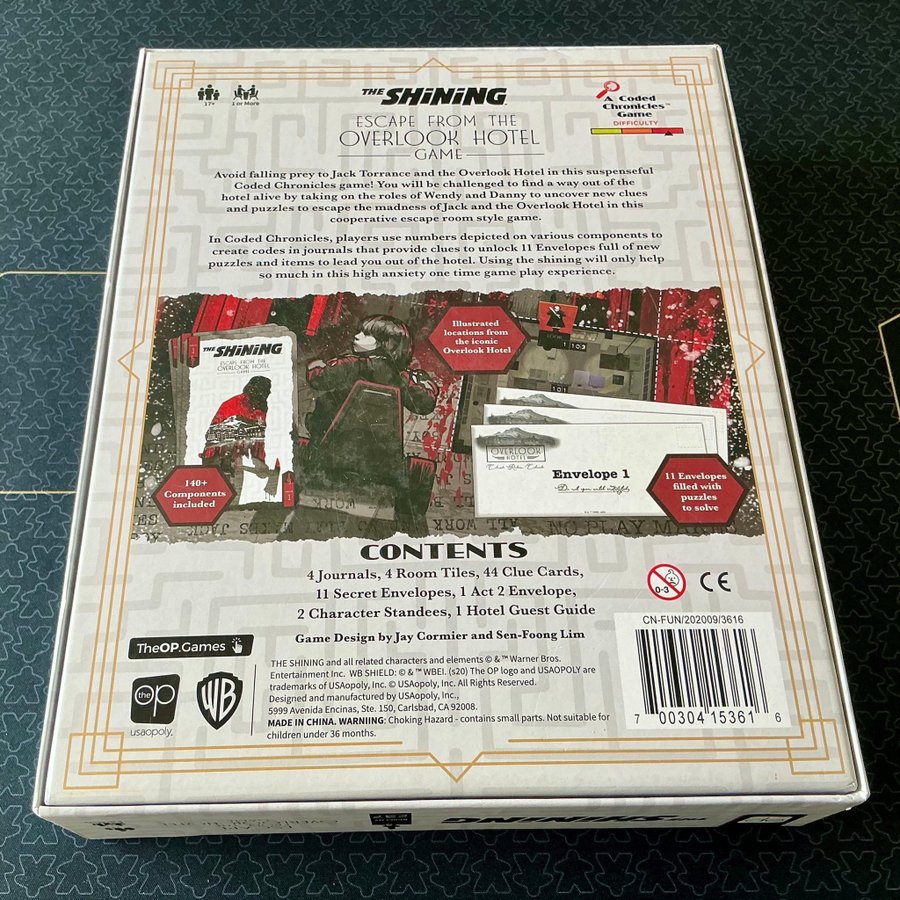 17+
1 or More
THE SHiNiNG
ESCAPE FROM THE
OVERLOOK HOTEL
GAME
A Coded
Chronicles™
Game
DIFFICULTY
Avoid falling prey to Jack Torrance and the Overlook Hotel in this suspenseful
Coded Chronicles game! You will be challenged to find a way out of the
hotel alive by taking on the roles of Wendy and Danny to uncover new clues
and puzzles to escape the madness of Jack and the Overlook Hotel in this
cooperative escape room style game.
In Coded Chronicles, players use numbers depicted on various components to
create codes in journals that provide clues to unlock 11 Envelopes full of new
puzzles and items to lead you out of the hotel. Using the shining will only help
so much in this high anxiety one time game play experience.
THE SHiNiNG
ESCAPE FROM THE
OVERLOOK HOTEL
GAME
140+
Components
included
Illustrated
locations from
the iconic
Overlook Hotel
1 0 3
1 0 1
OVERLOOK
HOTEL
Envelope 1
11 Envelopes
filled with
puzzles
to solve
CONTENTS
4 Journals, 4 Room Tiles, 44 Clue Cards,
11 Secret Envelopes, 1 Act 2 Envelope,
2 Character Standees, 1 Hotel Guest Guide
Game Design by Jay Cormier and Sen-Foong Lim
0-3
CE
TheOP.Games
the op
usaopoly.
WB
THE SHINING and all related characters and elements © & ™ Warner Bros.
Entertainment Inc. WB SHIELD: © & ™ WBEI. (s20) The OP logo and USAOPOLY are
trademarks of USAopoly, Inc. © USAopoly, Inc. All Rights Reserved.
Designed and manufactured by USAopoly, Inc.,
5999 Avenida Encinas, Ste. 150, Carlsbad, CA 92008.
MADE IN CHINA. WARNING: Choking Hazard - contains small parts. Not suitable for
children under 36 months.
CN-FUN/202009/3616
7 00304 15361 6
THE SHiNiNG